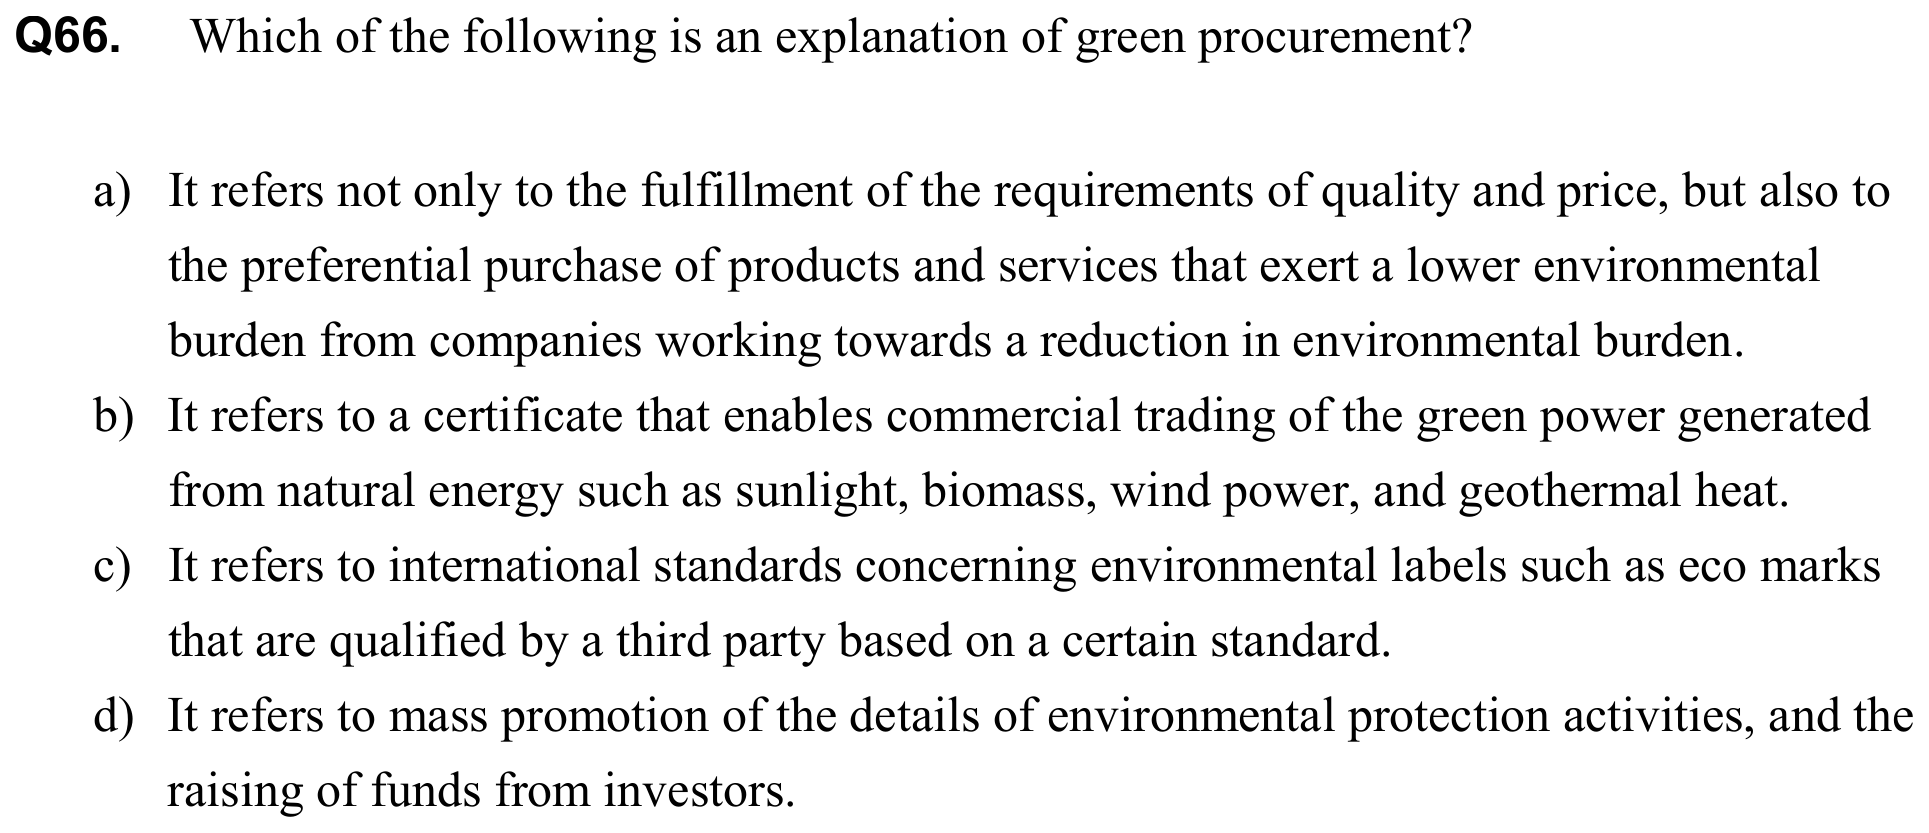 Q66. Which of the following is an explanation of green procurement?
a) It refers not only to the fulfillment of the requirements of quality and price, but also to
the preferential purchase of products and services that exert a lower environmental
burden from companies working towards a reduction in environmental burden.
b) It refers to a certificate that enables commercial trading of the green power generated
from natural energy such as sunlight, biomass, wind power, and geothermal heat.
c) It refers to international standards concerning environmental labels such as eco marks
that are qualified by a third party based on a certain standard.
d) It refers to mass promotion of the details of environmental protection activities, and the
raising of funds from investors.